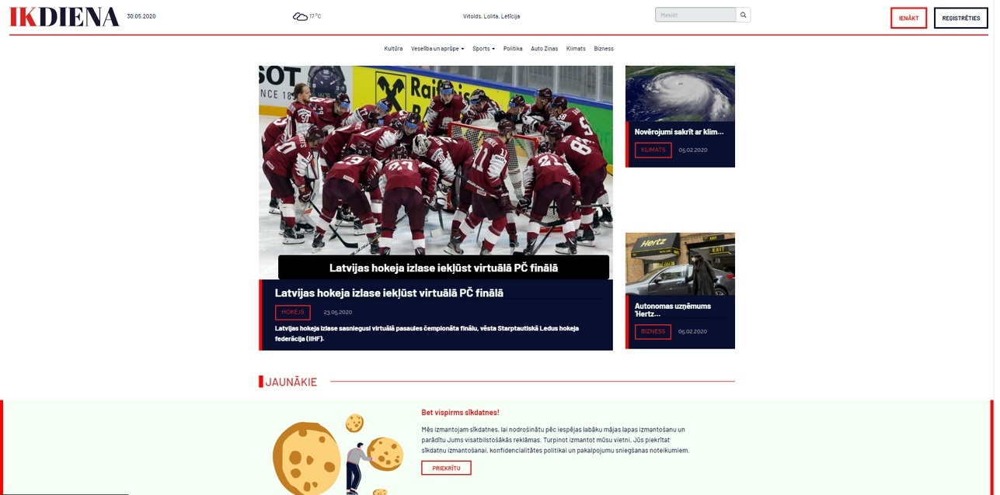 IKDIENA
30.05.2020
17 °C
Vitolds, Lolita, Letīcija
Meklēt
IENĀKT
REĢISTRĒTIES
Kultūra Veselība un aprūpe Sports Politika Auto Ziņas Klimats Bizness
Latvijas hokeja izlase iekļūst virtuālā PČ finālā
Latvijas hokeja izlase iekļūst virtuālā PČ finālā
HOKEJS 23.05.2020
Latvijas hokeja izlase sasniegusi virtuālā pasaules čempionāta finālu, vēsta Starptautiskā Ledus hokeja
federācija (IIHF).
Novērojumi sakrīt ar klim...
KLIMATS 05.02.2020
Hertz
EXIT
EXIT
Autonomas uzņēmums
'Hertz...
BIZNESS 05.02.2020
JAUNĀKIE
Bet vispirms sīkdatnes!
Mēs izmantojam sīkdatnes, lai nodrošinātu pēc iespējas labāku mājas lapas izmantošanu un
parādītu Jums visatbilstošākās reklāmas. Turpinot izmantot mūsu vietni, Jūs piekrītat
sīkdatņu izmantošanai, konfidencialitātes politikai un pakalpojumu sniegšanas noteikumiem.
PRIEKRĪTU